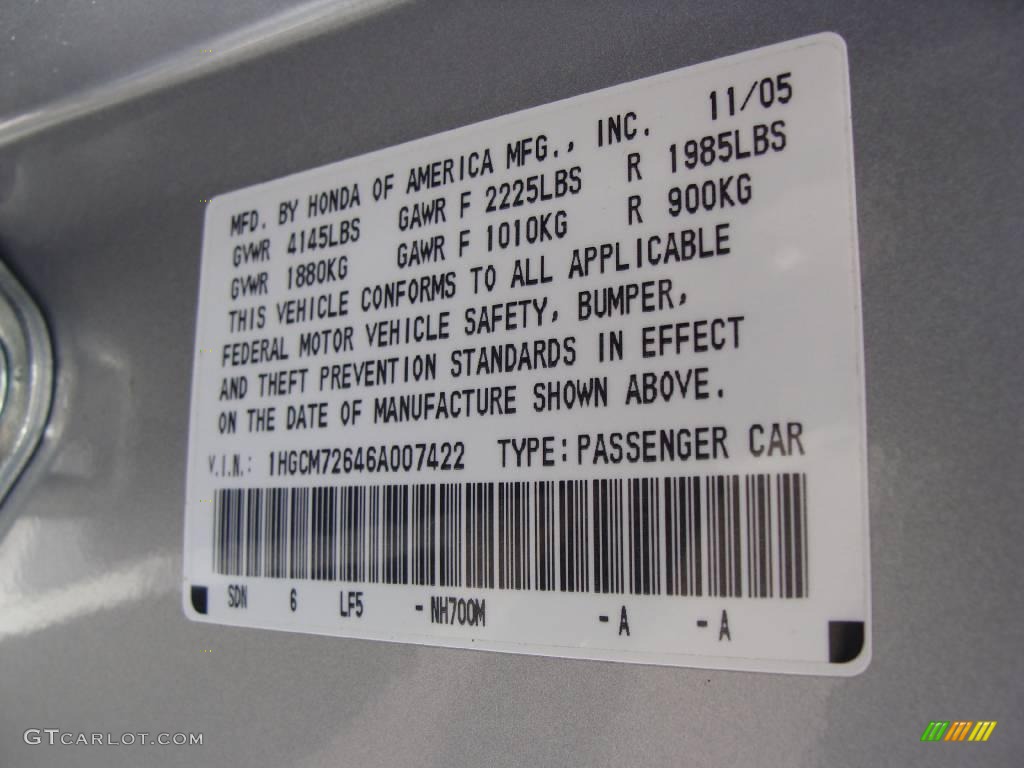 MFD. BY HONDA OF AMERICA MFG., INC. 11/05
GVWR 4145LBS GAWR F 2225LBS R 1985LBS
GVWR 1880KG GAWR F 1010KG R 900KG
THIS VEHICLE CONFORMS TO ALL APPLICABLE
FEDERAL MOTOR VEHICLE SAFETY, BUMPER,
AND THEFT PREVENTION STANDARDS IN EFFECT
ON THE DATE OF MANUFACTURE SHOWN ABOVE.
V.I.N.: 1HGCM72646A007422 TYPE:PASSENGER CAR
SDN 6 LF5 -NH700M -A -A
GTCARLOT.COM